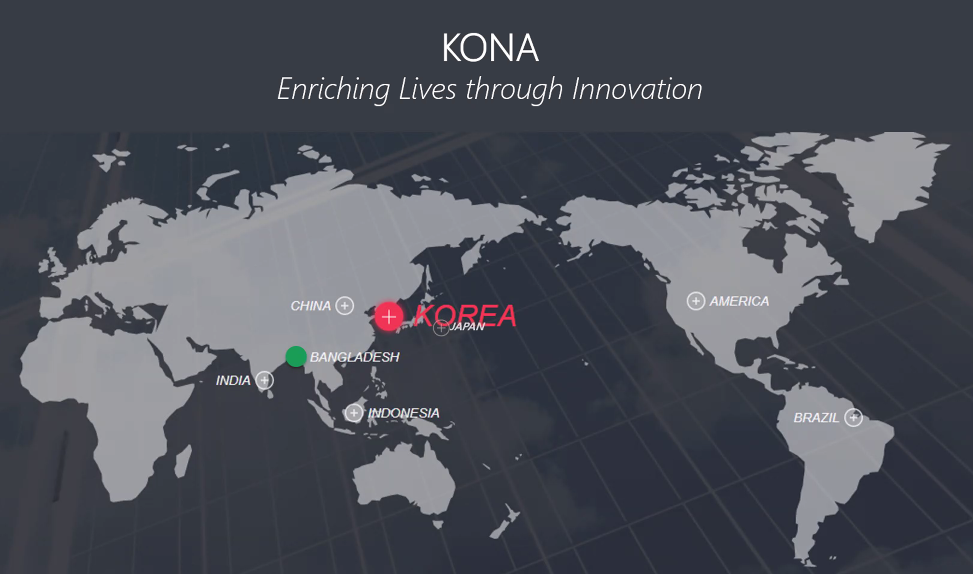 KONA
Enriching Lives through Innovation
CHINA
KOREA
JAPAN
AMERICA
BANGLADESH
INDIA
INDONESIA
BRAZIL